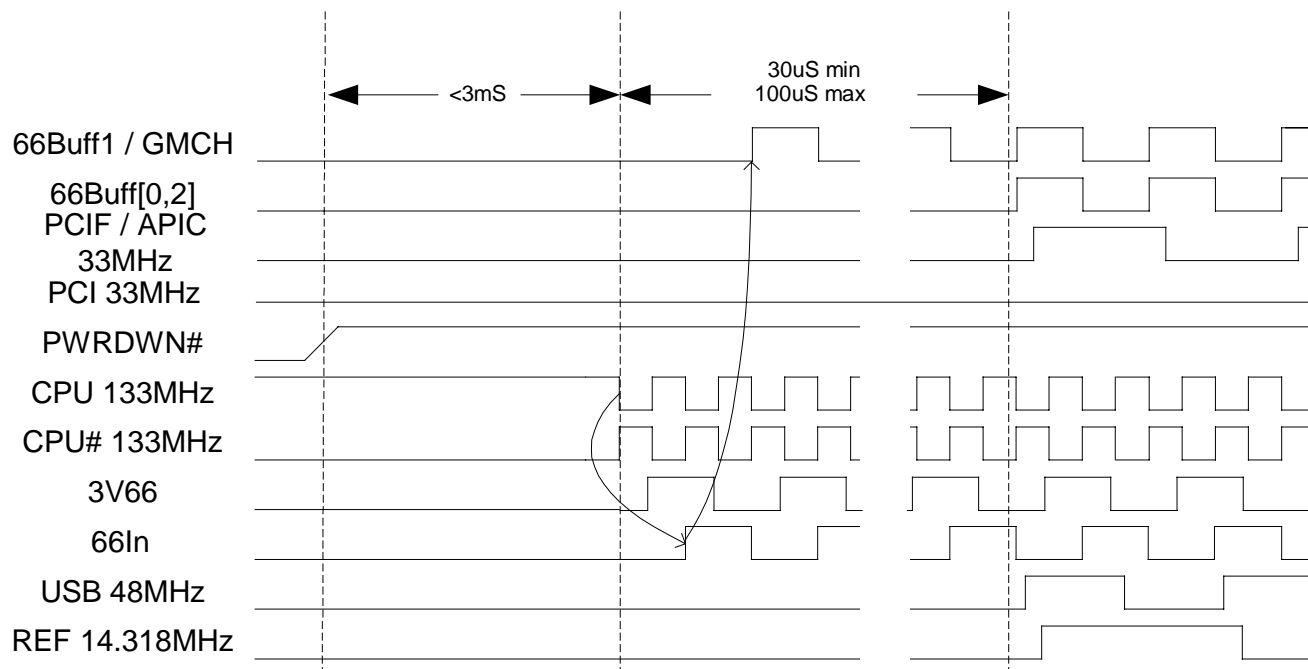 <3mS
30uS min
100uS max
66Buff1 / GMCH
66Buff[0,2]
PCIF / APIC
33MHz
PCI 33MHz
PWRDWN#
CPU 133MHz
CPU# 133MHz
3V66
66In
USB 48MHz
REF 14.318MHz